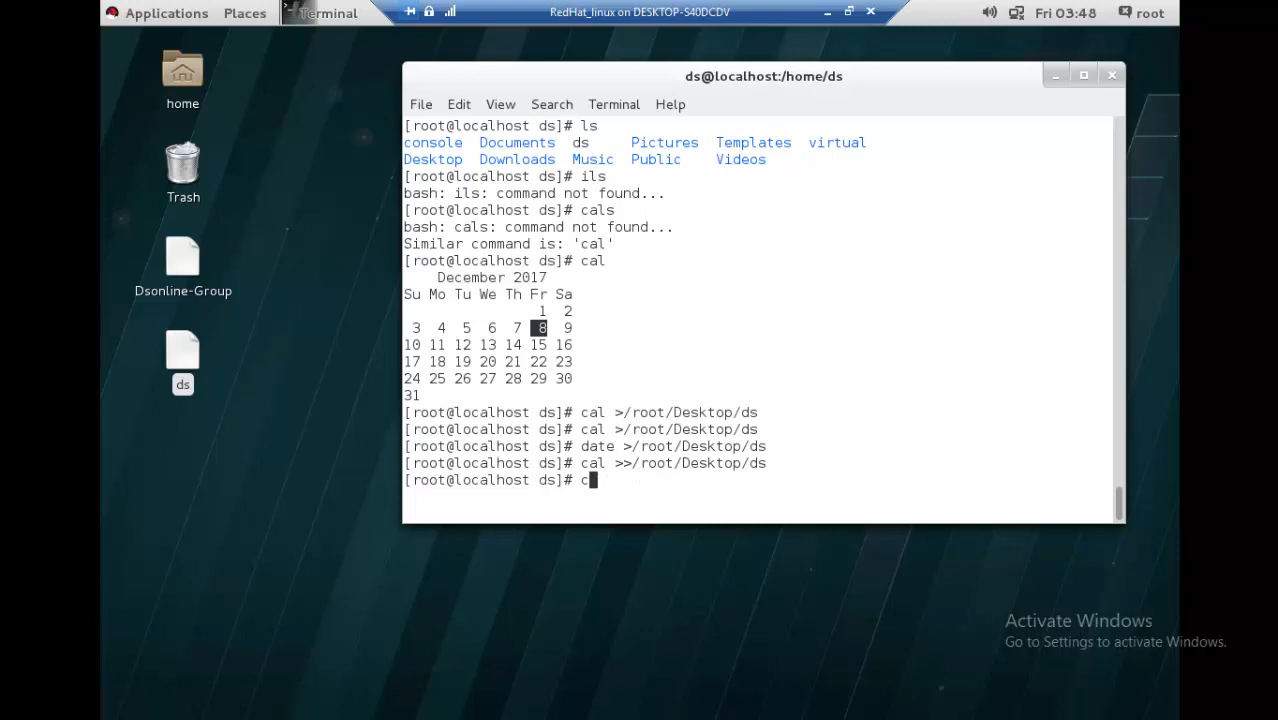 Applications Places Terminal RedHat_linux on DESKTOP-S40DCDV Fri 03:48 root
home
Trash
Dsonline-Group
ds
ds@localhost:/home/ds
File Edit View Search Terminal Help
[root@localhost ds]# ls
console Documents ds Pictures Templates virtual
Desktop Downloads Music Public Videos
[root@localhost ds]# ils
bash: ils: command not found...
[root@localhost ds]# cals
bash: cals: command not found...
Similar command is: 'cal'
[root@localhost ds]# cal
December 2017
Su Mo Tu We Th Fr Sa
1 2
3 4 5 6 7 8 9
10 11 12 13 14 15 16
17 18 19 20 21 22 23
24 25 26 27 28 29 30
31
[root@localhost ds]# cal >/root/Desktop/ds
[root@localhost ds]# cal >/root/Desktop/ds
[root@localhost ds]# date >/root/Desktop/ds
[root@localhost ds]# cal >>/root/Desktop/ds
[root@localhost ds]# c
Activate Windows
Go to Settings to activate Windows.